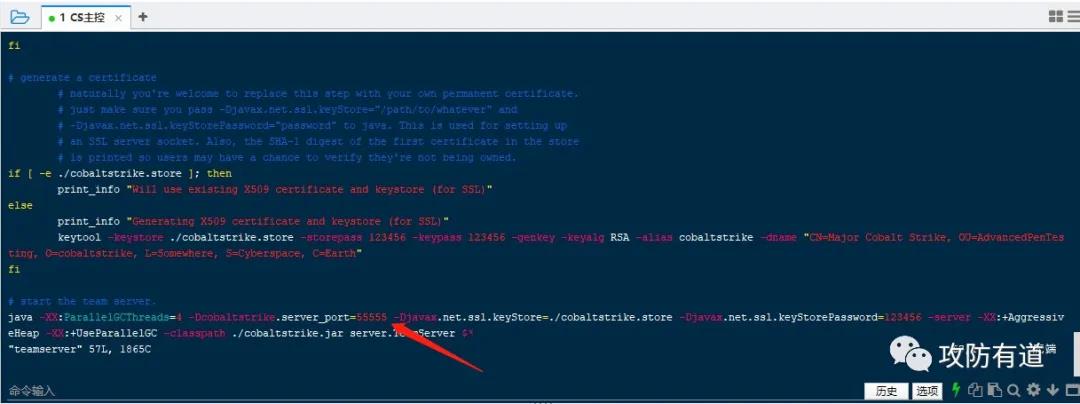 1 CS主控
fi
# generate a certificate
# naturally you're welcome to replace this step with your own permanent certificate.
# just make sure you pass -Djavax.net.ssl.keyStore="/path/to/whatever" and
# -Djavax.net.ssl.keyStorePassword="password" to java. This is used for setting up
# an SSL server socket. Also, the SHA-1 digest of the first certificate in the store
# is printed so users may have a chance to verify they're not being owned.
if [ -e ./cobaltstrike.store ]; then
print_info "Will use existing X509 certificate and keystore (for SSL)"
else
print_info "Generating X509 certificate and keystore (for SSL)"
keytool -keystore ./cobaltstrike.store -storepass 123456 -keypass 123456 -genkey -keyalg RSA -alias cobaltstrike -dname "CN=Major Cobalt Strike, OU=AdvancedPenTes
ting, O=cobaltstrike, L=Somewhere, S=Cyberspace, C=Earth"
fi
# start the team server.
java -XX:ParallelGCThreads=4 -Dcobaltstrike.server_port=55555 -Djavax.net.ssl.keyStore=./cobaltstrike.store -Djavax.net.ssl.keyStorePassword=123456 -server -XX:+Aggressiv
eHeap -XX:+UseParallelGC -classpath ./cobaltstrike.jar server.TeamServer $*
"teamserver" 57L, 1865C
攻防有道
命令输入
历史 选项